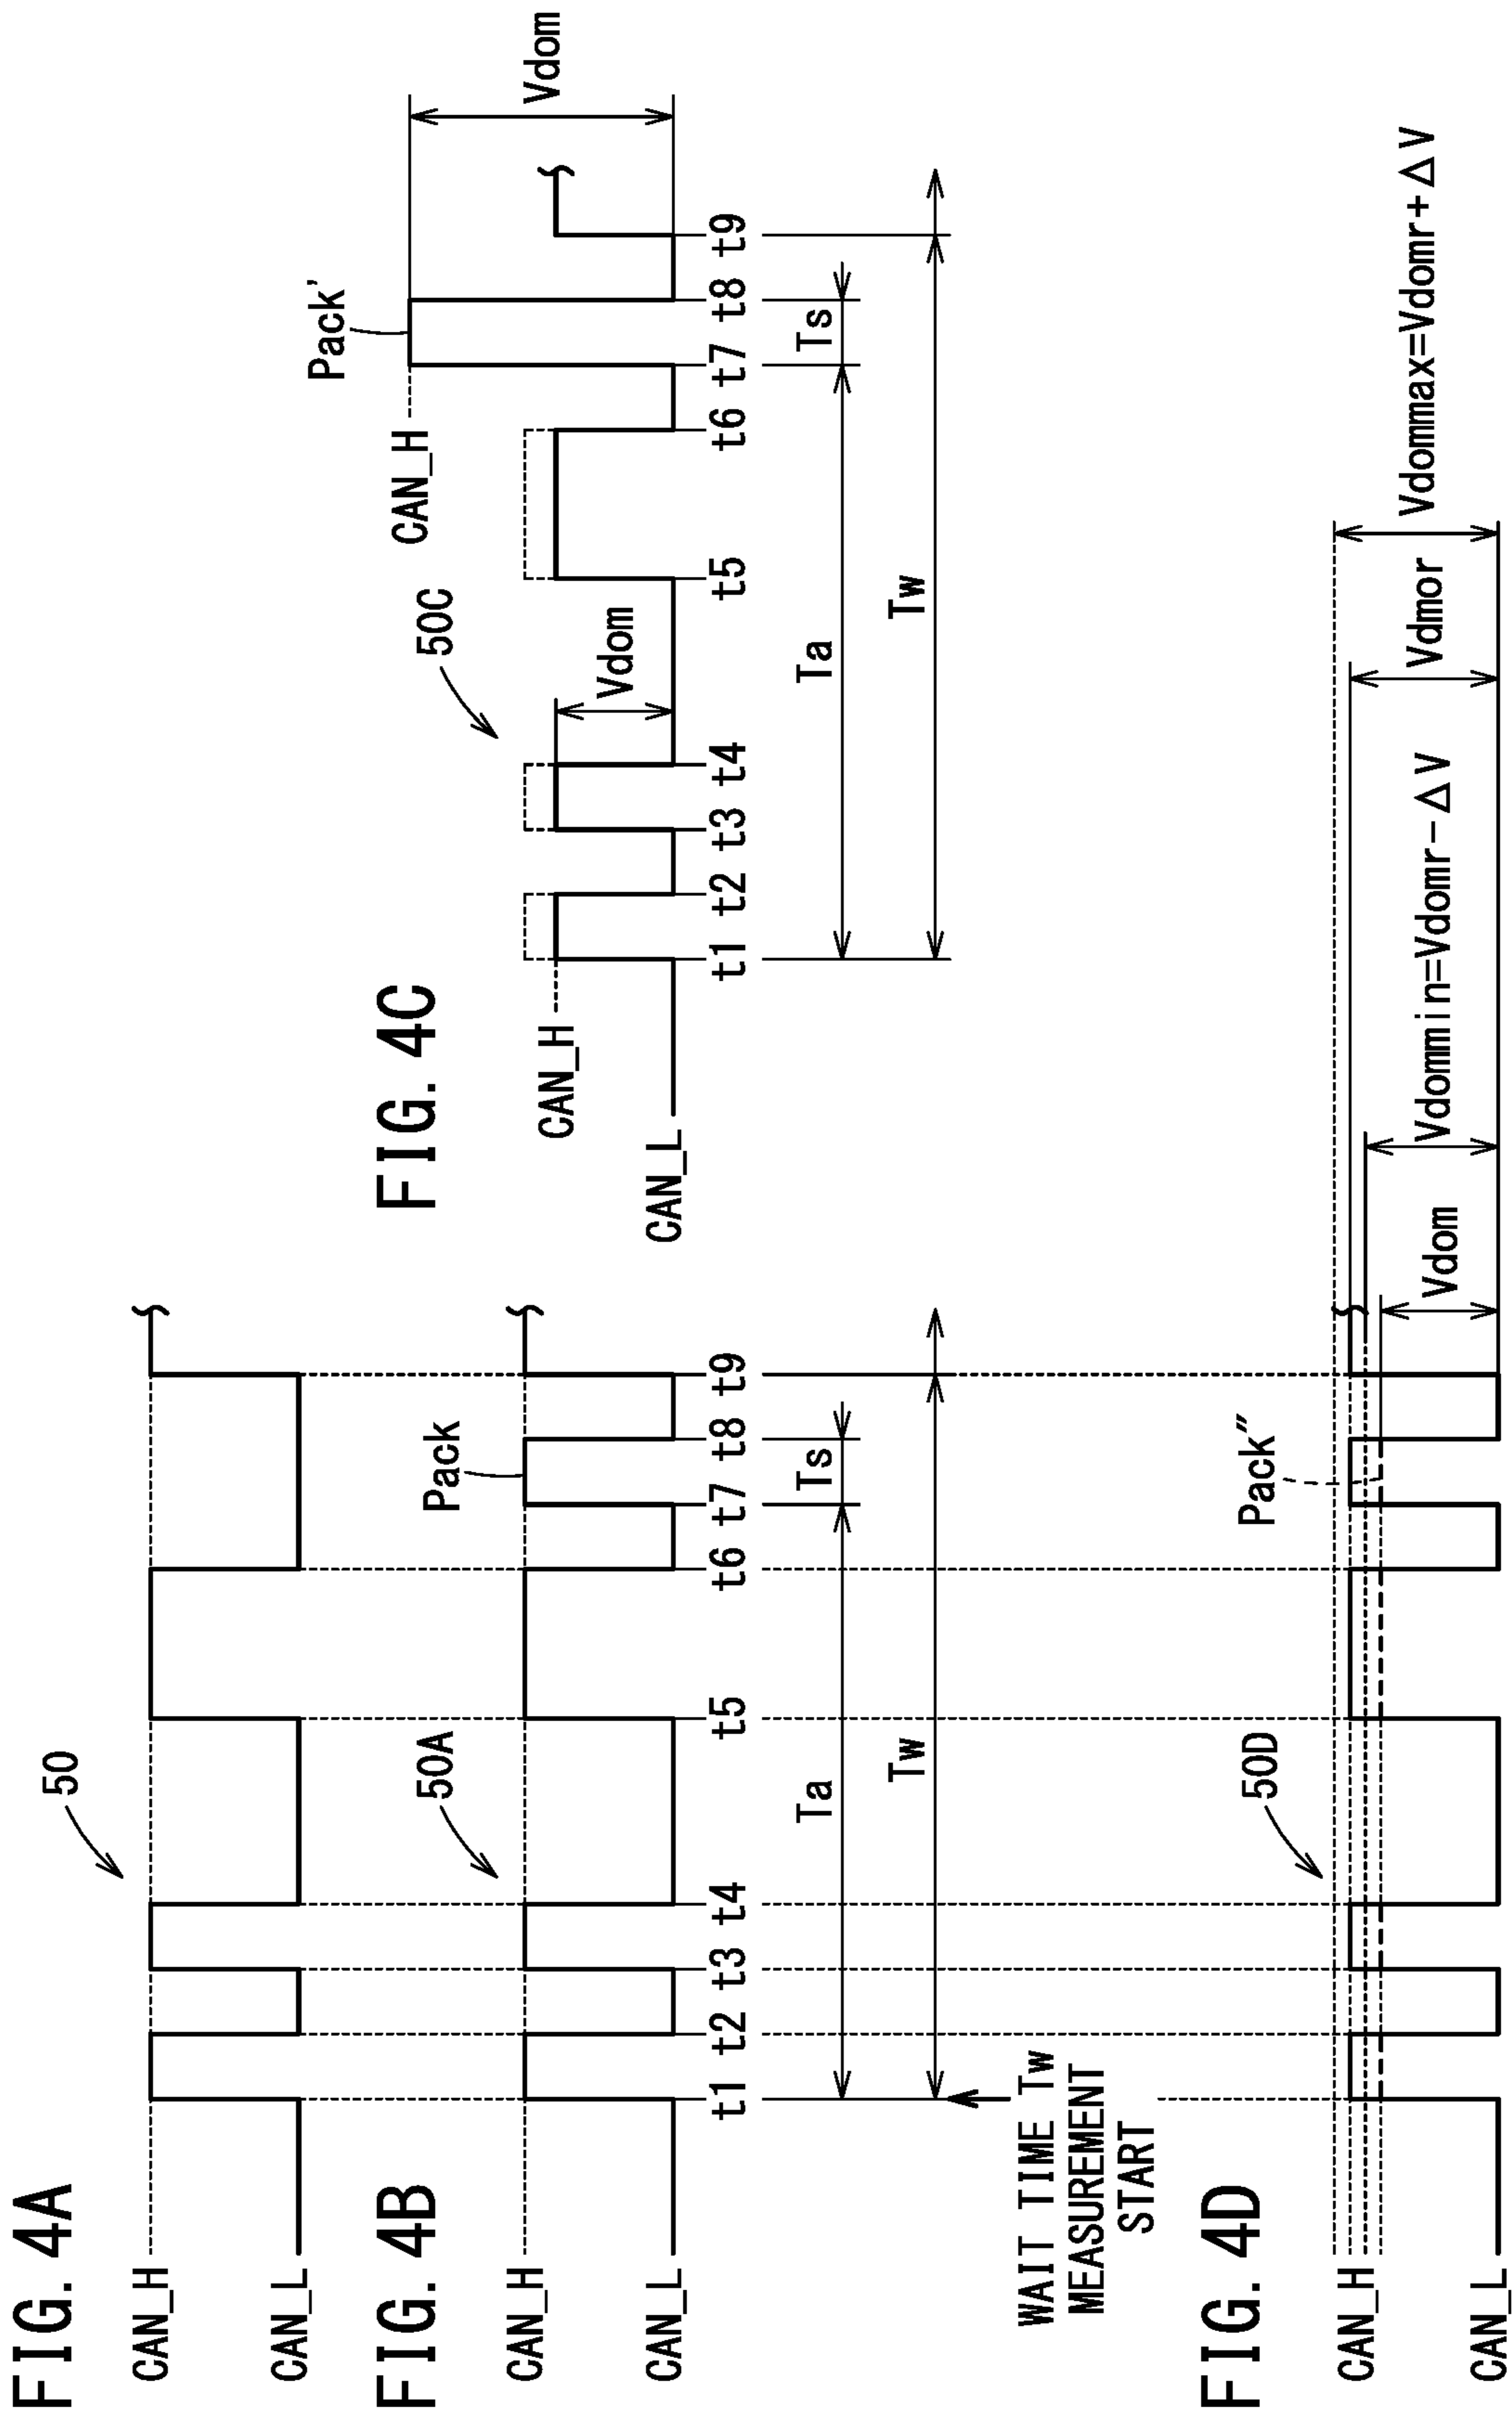 FIG. 4A
50
CAN_H
CAN_L
FIG. 4B
50A
Pack
CAN_H
CAN_L
t1 t2 t3 t4 t5 t6 t7 t8 t9
Ta
Ts
Tw
WAIT TIME Tw
MEASUREMENT
START
FIG. 4C
50C
Pack'
CAN_H
CAN_H
Vdom
Vdom
CAN_L
t1 t2 t3 t4 t5 t6 t7 t8 t9
Ta
Ts
Tw
FIG. 4D
50D
Pack"
CAN_H
CAN_L
Vdom
Vdommin=Vdomr-△V
Vdmor
Vdommax=Vdomr+△V